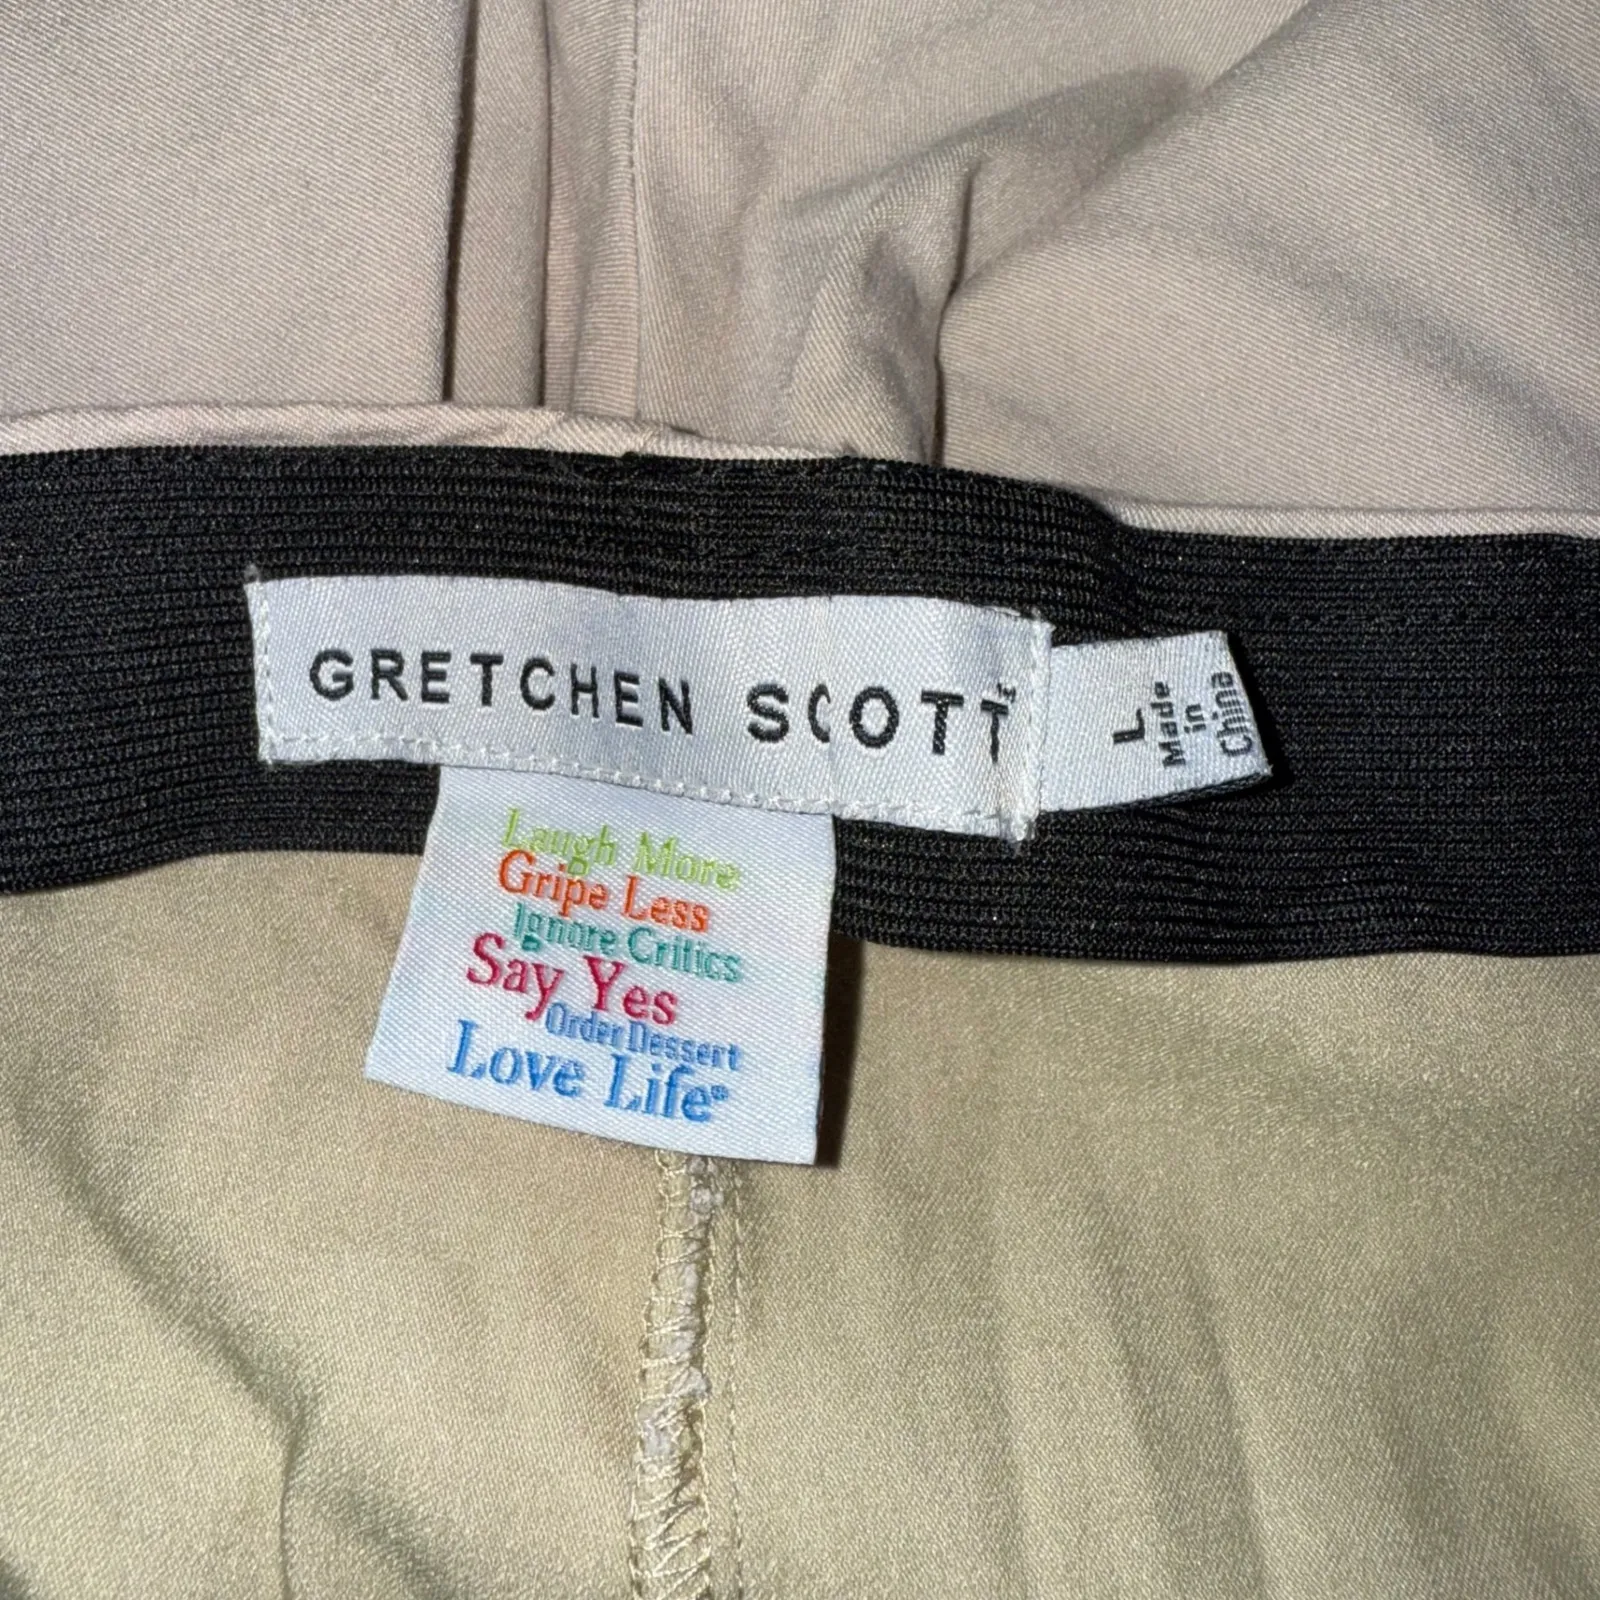 GRETCHEN SCOTT
L
Made
in
China
Laugh More
Gripe Less
Ignore Critics
Say Yes
Order Dessert
Love Life®